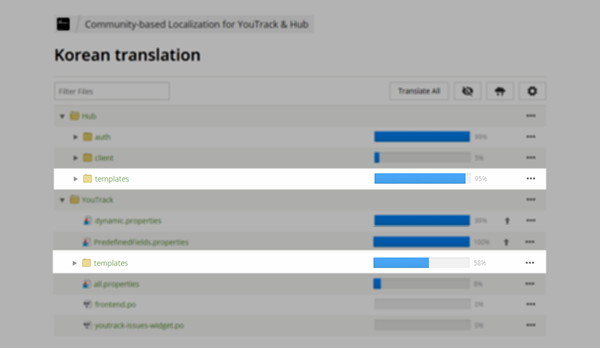 Community-based Localization for YouTrack & Hub
Korean translation
Filter Files
Translate All
Hub
auth 99%
client 5%
templates 95%
YouTrack
dynamic.properties 99%
PredefinedFields.properties 100%
templates 58%
all.properties 6%
frontend.po 0%
youtrack-issues-widget.po 0%